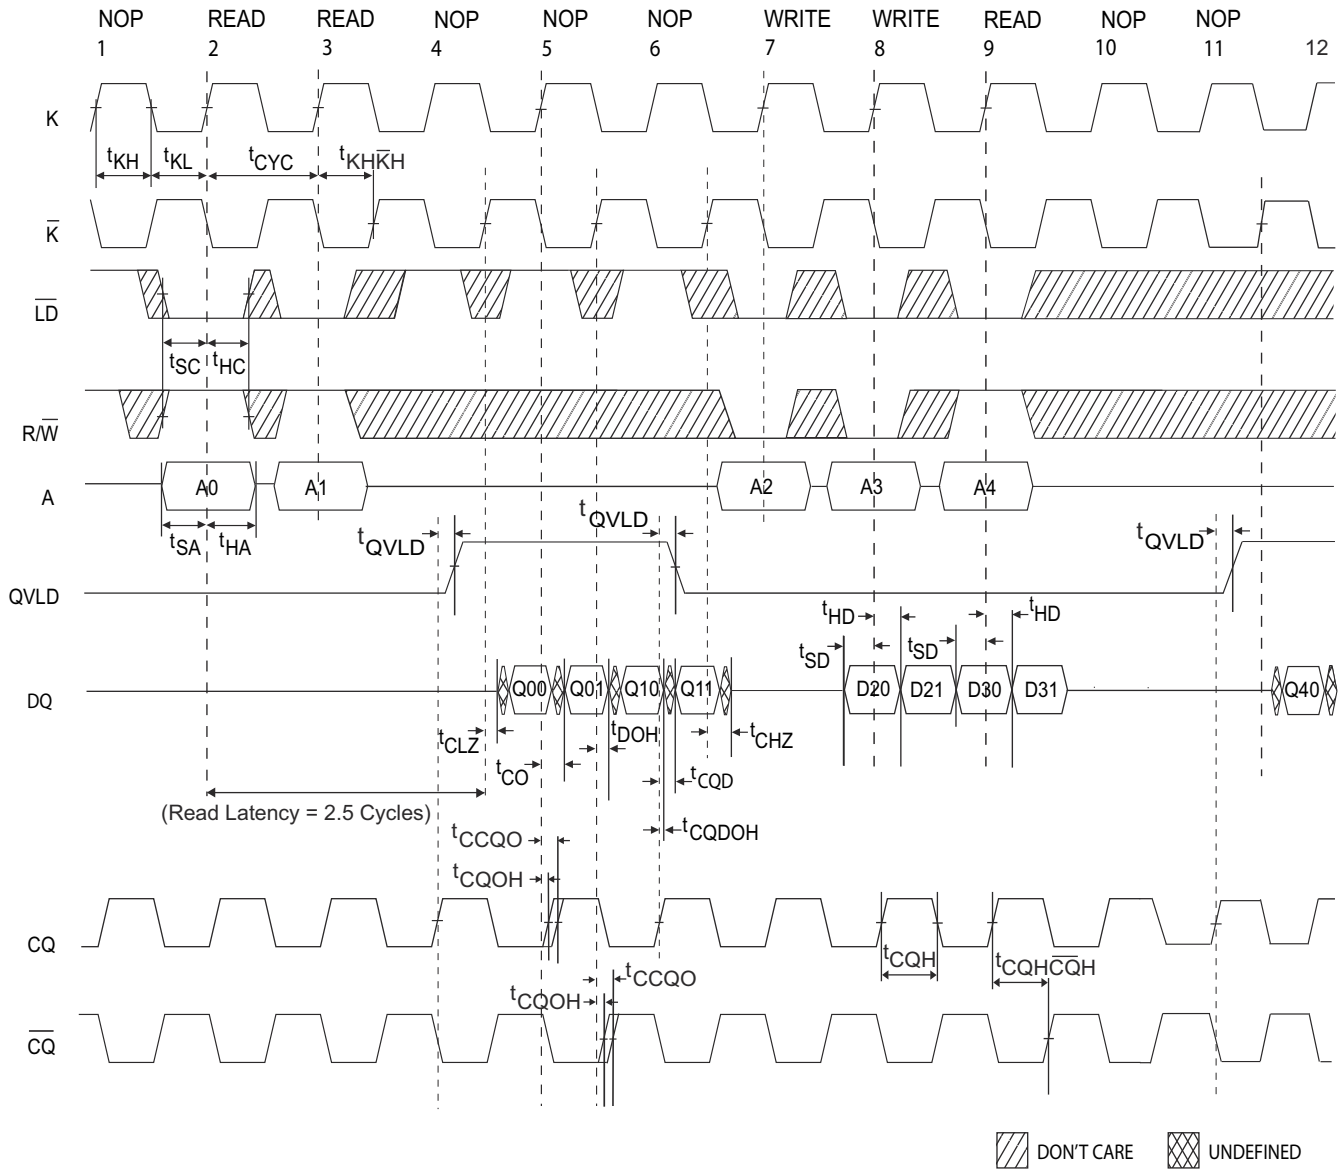 NOP READ READ NOP NOP NOP WRITE WRITE READ NOP NOP
1 2 3 4 5 6 7 8 9 10 11 12
K
tKH tKL tCYC tKHK̅H
K̅
L̅D̅
tSC tHC
R/W̅
A A0 A1 A2 A3 A4
tSA tHA tQVLD tQVLD tQVLD
QVLD
tHD tHD
tSD tSD
DQ Q00 Q01 Q10 Q11 D20 D21 D30 D31 Q40
tCLZ tDOH tCHZ
tCO tCQD
(Read Latency = 2.5 Cycles)
tCQDOH
tCCQO
tCQOH
CQ
tCQH tCQHC̅Q̅H
tCCQO
tCQOH
C̅Q̅
DON'T CARE UNDEFINED